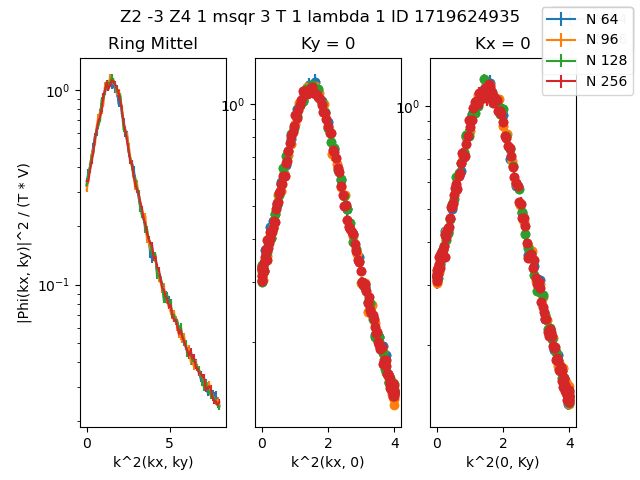 Z2 -3 Z4 1 msqr 3 T 1 lambda 1 ID 1719624935
Ring Mittel
Ky = 0
Kx = 0
N 64
N 96
N 128
N 256
|Phi(kx, ky)|^2 / (T * V)
10^0
10^-1
0
5
k^2(kx, ky)
10^0
0
2
4
k^2(kx, 0)
10^0
0
2
4
k^2(0, Ky)